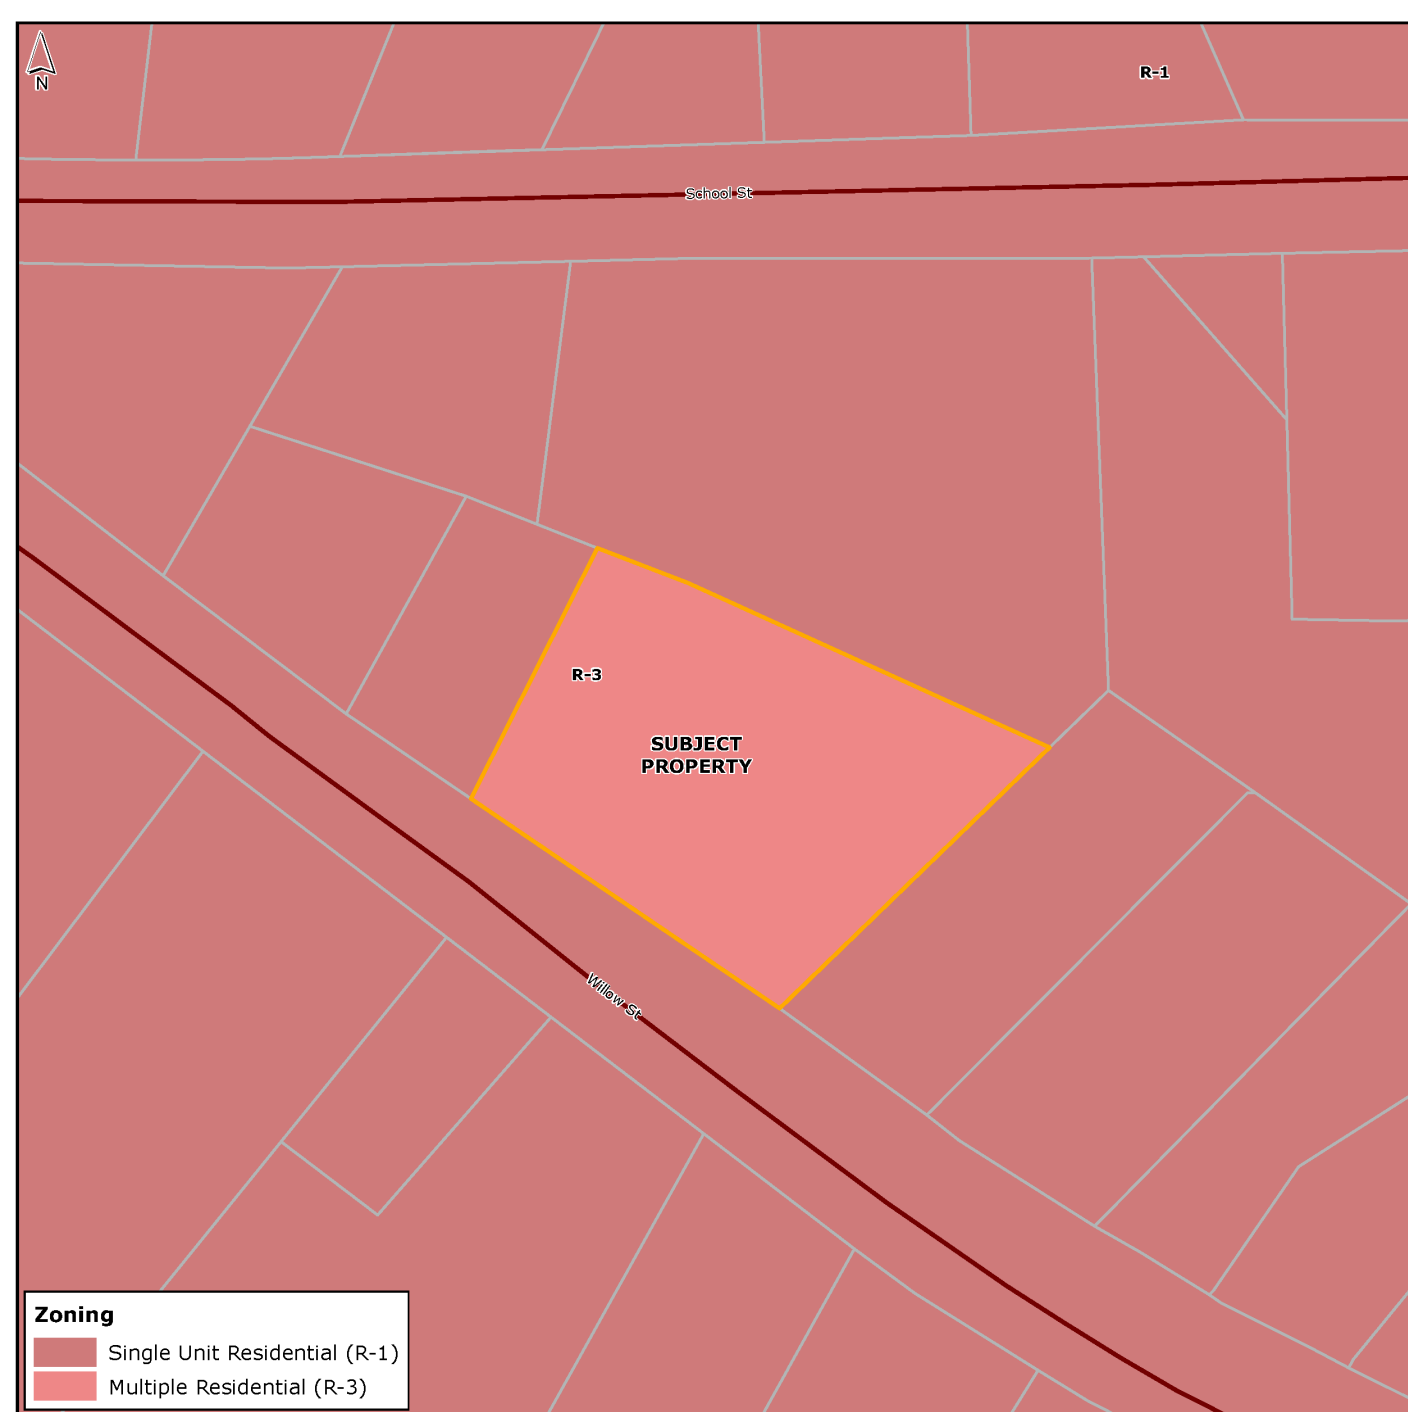 N
R-1
School St
R-3
SUBJECT
PROPERTY
Willow St
Zoning
Single Unit Residential (R-1)
Multiple Residential (R-3)